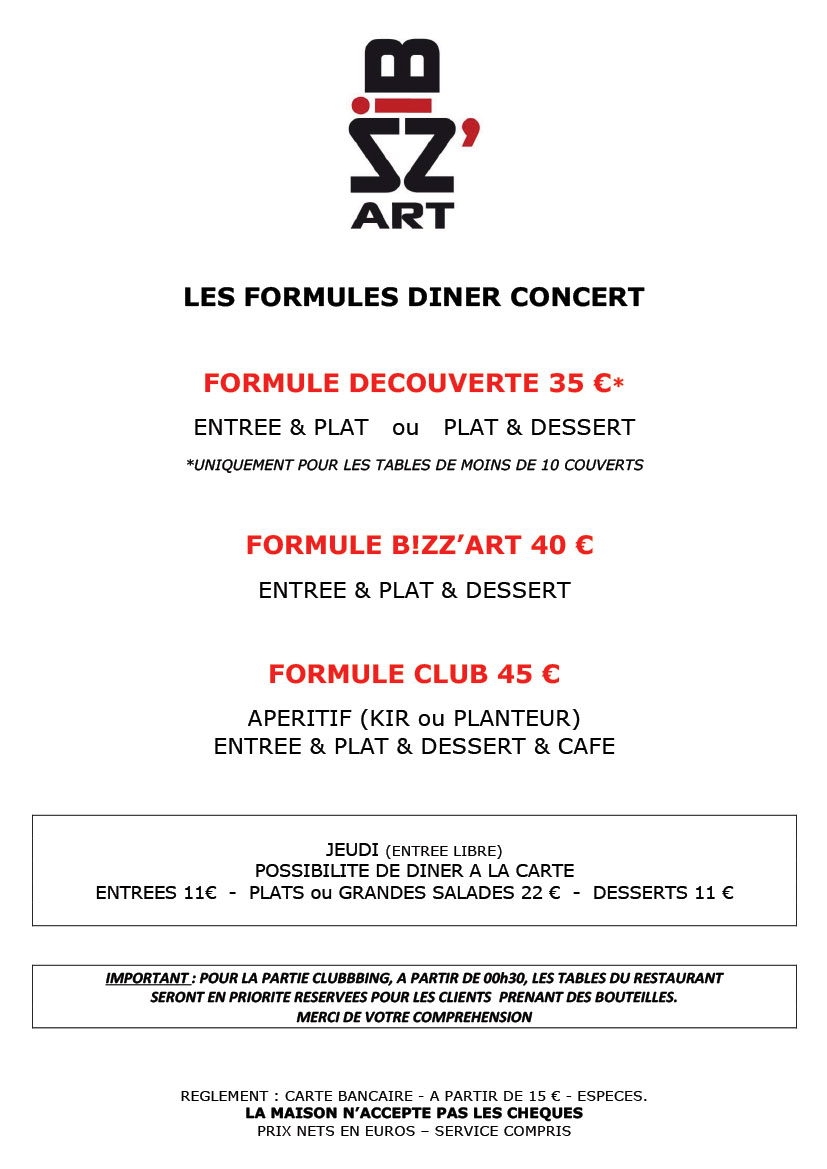 B!ZZ'
ART
LES FORMULES DINER CONCERT
FORMULE DECOUVERTE 35 €*
ENTREE & PLAT ou PLAT & DESSERT
*UNIQUEMENT POUR LES TABLES DE MOINS DE 10 COUVERTS
FORMULE B!ZZ’ART 40 €
ENTREE & PLAT & DESSERT
FORMULE CLUB 45 €
APERITIF (KIR ou PLANTEUR)
ENTREE & PLAT & DESSERT & CAFE
JEUDI (ENTREE LIBRE)
POSSIBILITE DE DINER A LA CARTE
ENTREES 11€ - PLATS ou GRANDES SALADES 22 € - DESSERTS 11 €
IMPORTANT : POUR LA PARTIE CLUBBBING, A PARTIR DE 00h30, LES TABLES DU RESTAURANT
SERONT EN PRIORITE RESERVEES POUR LES CLIENTS PRENANT DES BOUTEILLES.
MERCI DE VOTRE COMPREHENSION
REGLEMENT : CARTE BANCAIRE - A PARTIR DE 15 € - ESPECES.
LA MAISON N’ACCEPTE PAS LES CHEQUES
PRIX NETS EN EUROS – SERVICE COMPRIS